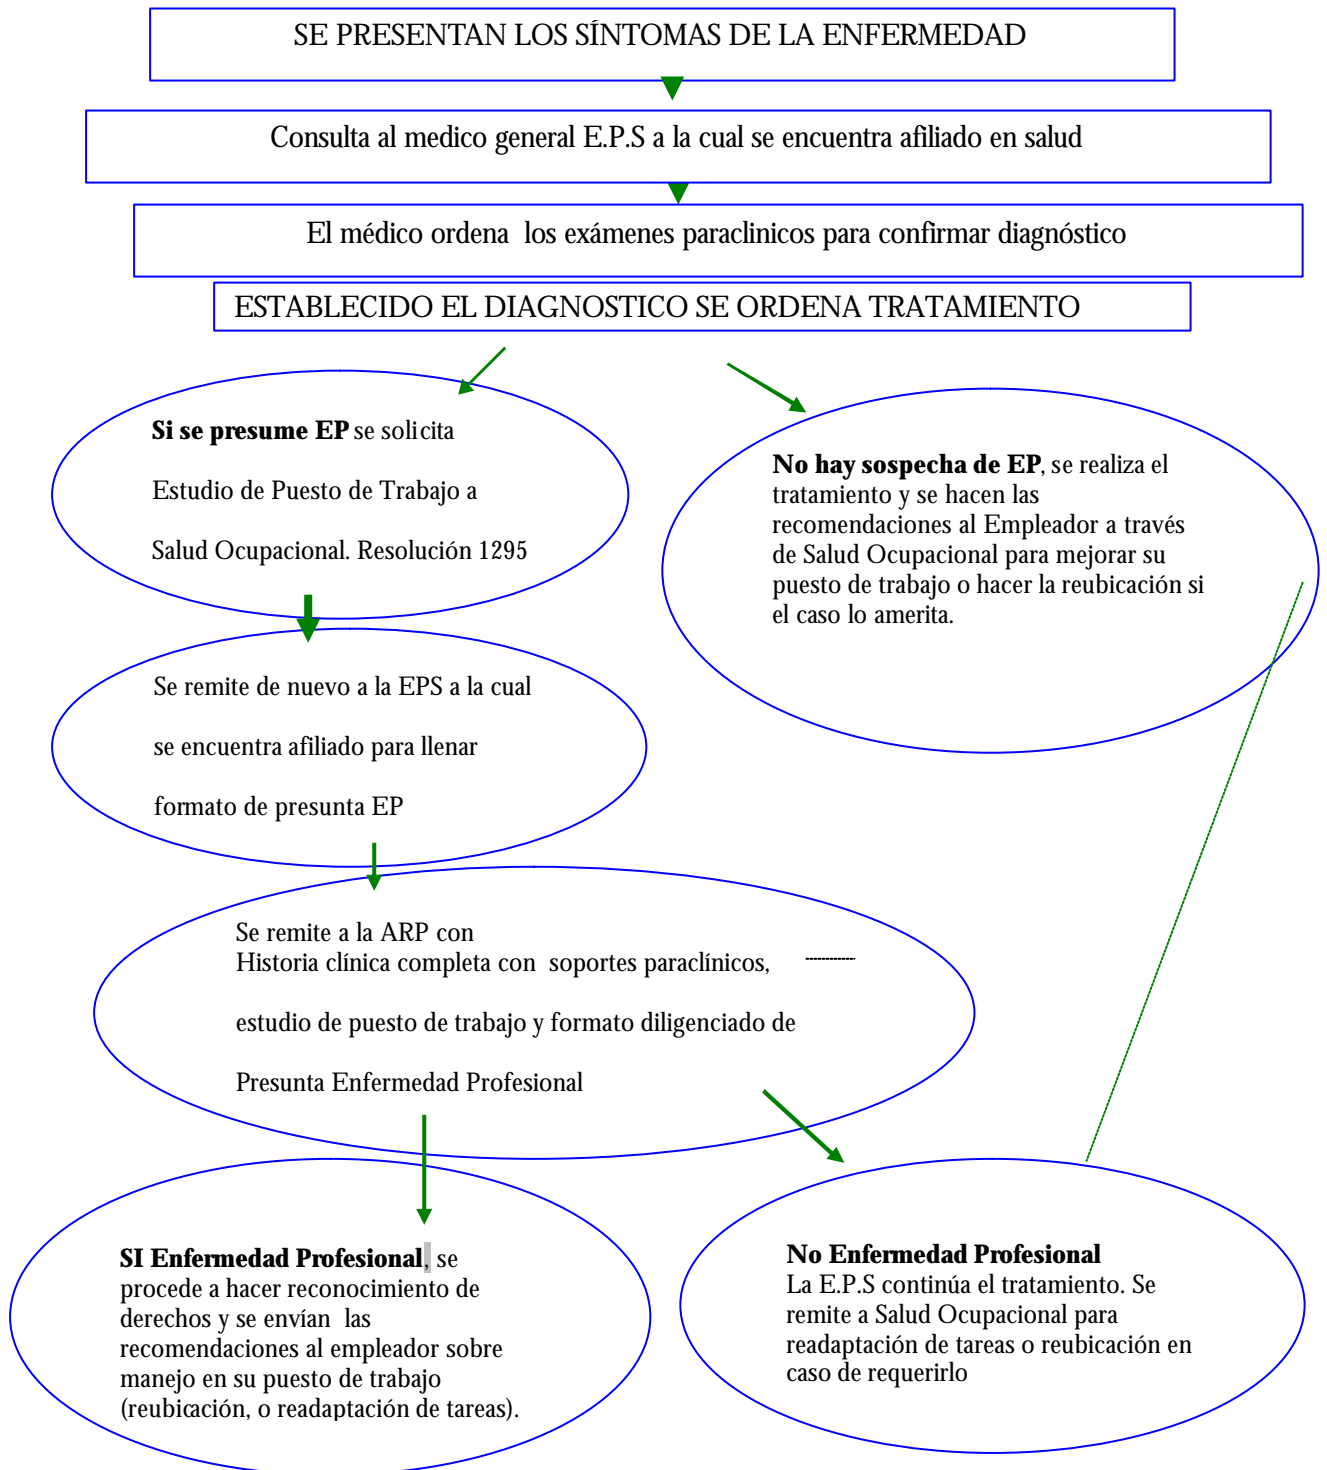 SE PRESENTAN LOS SÍNTOMAS DE LA ENFERMEDAD
Consulta al medico general E.P.S a la cual se encuentra afiliado en salud
El médico ordena los exámenes paraclinicos para confirmar diagnóstico
ESTABLECIDO EL DIAGNOSTICO SE ORDENA TRATAMIENTO
Si se presume EP se solicita
Estudio de Puesto de Trabajo a
Salud Ocupacional. Resolución 1295
No hay sospecha de EP, se realiza el
tratamiento y se hacen las
recomendaciones al Empleador a través
de Salud Ocupacional para mejorar su
puesto de trabajo o hacer la reubicación si
el caso lo amerita.
Se remite de nuevo a la EPS a la cual
se encuentra afiliado para llenar
formato de presunta EP
Se remite a la ARP con
Historia clínica completa con soportes paraclínicos,
estudio de puesto de trabajo y formato diligenciado de
Presunta Enfermedad Profesional
SI Enfermedad Profesional, se
procede a hacer reconocimiento de
derechos y se envían las
recomendaciones al empleador sobre
manejo en su puesto de trabajo
(reubicación, o readaptación de tareas).
No Enfermedad Profesional
La E.P.S continúa el tratamiento. Se
remite a Salud Ocupacional para
readaptación de tareas o reubicación en
caso de requerirlo